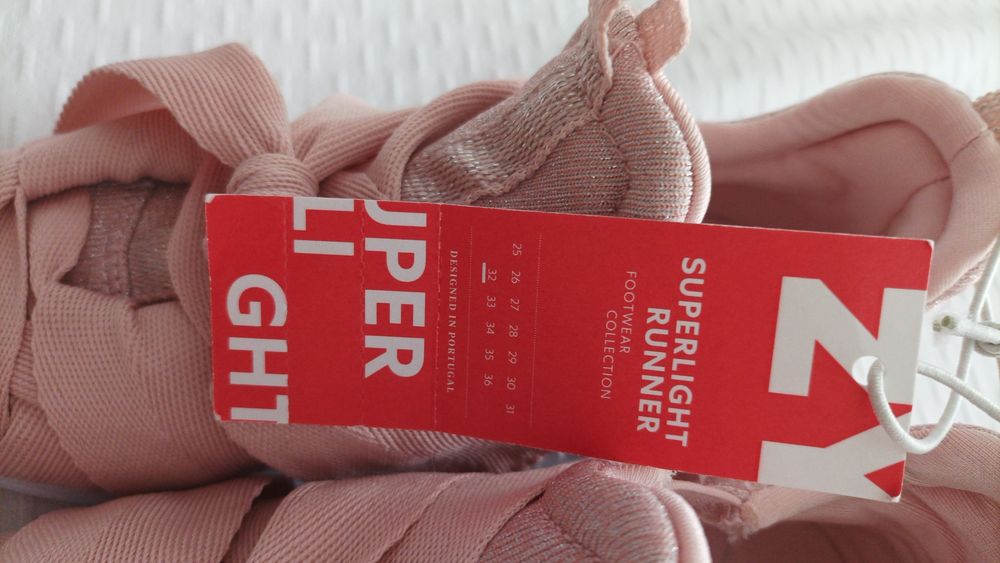 ZY
SUPERLIGHT
RUNNER
FOOTWEAR
COLLECTION
25 26 27 28 29 30 31
32 33 34 35 36
DESIGNED IN PORTUGAL
UPER
LI
GHT